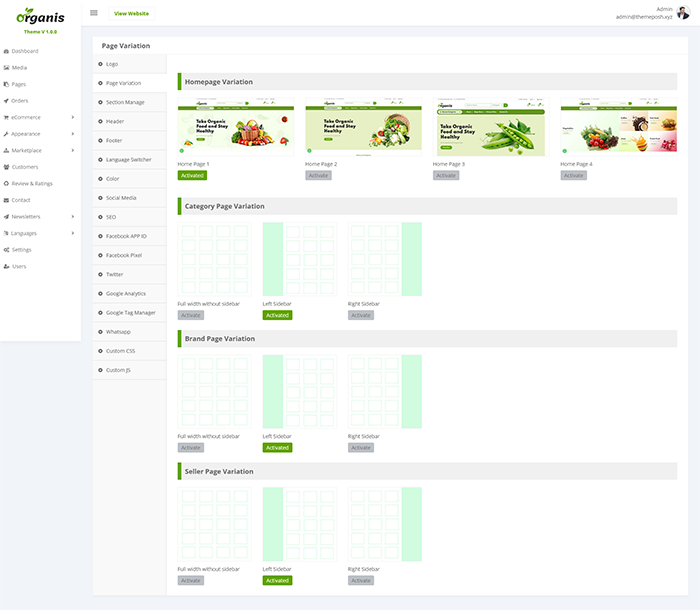 Organis
Theme V 1.0.0
View Website
Admin
admin@themeposh.xyz
Dashboard
Media
Pages
Orders
eCommerce
Appearance
Marketplace
Customers
Review & Ratings
Contact
Newsletters
Languages
Settings
Users
Page Variation
Logo
Page Variation
Section Manage
Header
Footer
Language Switcher
Color
Social Media
SEO
Facebook APP ID
Facebook Pixel
Twitter
Google Analytics
Google Tag Manager
Whatsapp
Custom CSS
Custom JS
Homepage Variation
Take Organic
Food and Stay
Healthy
Take Organic
Food and Stay
Healthy
Take Organic
Food and Stay
Healthy
Home Page 1
Home Page 2
Home Page 3
Home Page 4
Activated
Activate
Activate
Activate
Category Page Variation
Full width without sidebar
Left Sidebar
Right Sidebar
Activate
Activated
Activate
Brand Page Variation
Full width without sidebar
Left Sidebar
Right Sidebar
Activate
Activated
Activate
Seller Page Variation
Full width without sidebar
Left Sidebar
Right Sidebar
Activate
Activated
Activate